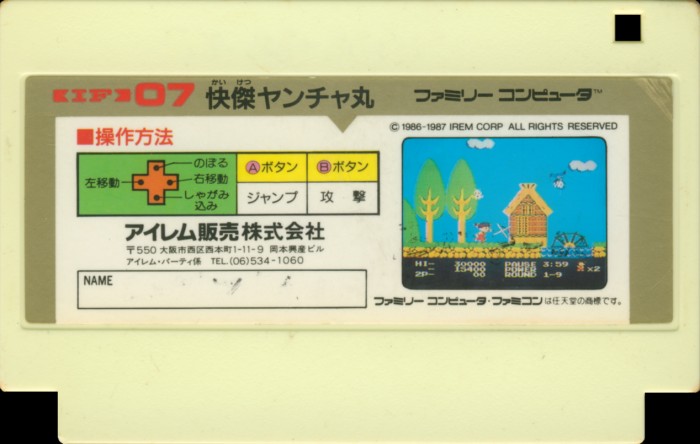 かい けつ
IF 07 快傑ヤンチャ丸 ファミリー コンピュータ™
© 1986-1987 IREM CORP ALL RIGHTS RESERVED
■操作方法
のぼる
左移動 右移動
しゃがみ
込み
Ⓐボタン Ⓑボタン
ジャンプ 攻撃
アイレム販売株式会社
〒550 大阪市西区西本町1-11-9 岡本興産ビル
アイレム・パーティ係 TEL.(06)534-1060
NAME
HI- 30000 PAUSE 3:59
- 15400 POWER ×2
2P- 00 ROUND 1-9
ファミリー コンピュータ・ファミコンは任天堂の商標です。